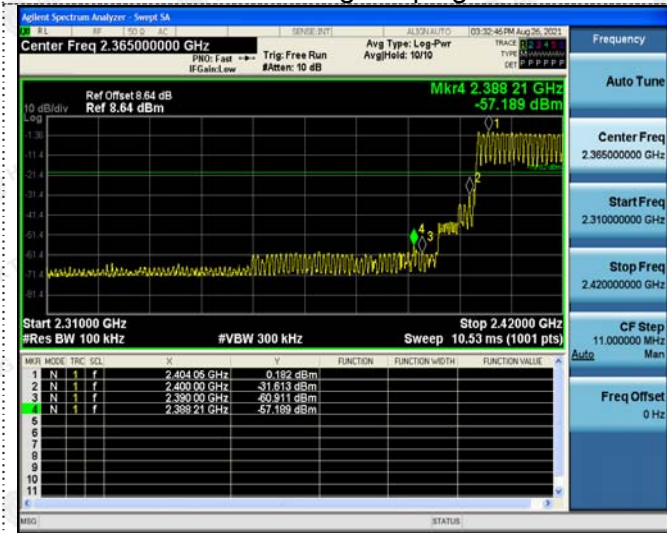 Agilent Spectrum Analyzer - Swept SA
RL RF 50 Ω AC SENSE:INT ALIGNAUTO 03:32:46 PM Aug 26, 2021
Center Freq 2.365000000 GHz
PNO: Fast
IFGain:Low
Trig: Free Run
#Atten: 10 dB
Avg Type: Log-Pwr
Avg|Hold: 10/10
TRACE 1 2 3 4 5 6
TYPE
DET P P P P P P
Ref Offset 8.64 dB
Ref 8.64 dBm
10 dB/div
Log
Mkr4 2.388 21 GHz
-57.189 dBm
-1.36
-11.4
-21.4
-31.4
-41.4
-51.4
-61.4
-71.4
-81.4
1
2
3
4
Start 2.31000 GHz
Stop 2.42000 GHz
#Res BW 100 kHz
#VBW 300 kHz
Sweep 10.53 ms (1001 pts)
MKR MODE TRC SCL X Y FUNCTION FUNCTION WIDTH FUNCTION VALUE
1 N 1 f 2.404 05 GHz 0.182 dBm
2 N 1 f 2.400 00 GHz -31.613 dBm
3 N 1 f 2.390 00 GHz -60.911 dBm
4 N 1 f 2.388 21 GHz -57.189 dBm
5
6
7
8
9
10
11
MSG
STATUS
Frequency
Auto Tune
Center Freq
2.365000000 GHz
Start Freq
2.310000000 GHz
Stop Freq
2.420000000 GHz
CF Step
11.000000 MHz
Auto Man
Freq Offset
0 Hz